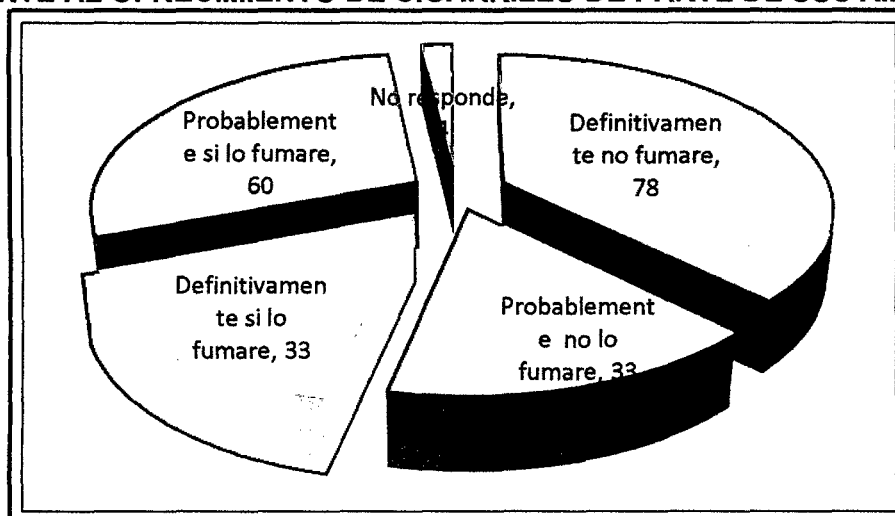 No responde,
Probablement
e si lo fumare,
60
Definitivamen
te no fumare,
78
Definitivamen
te si lo
fumare, 33
Probablement
e no lo
fumare, 33